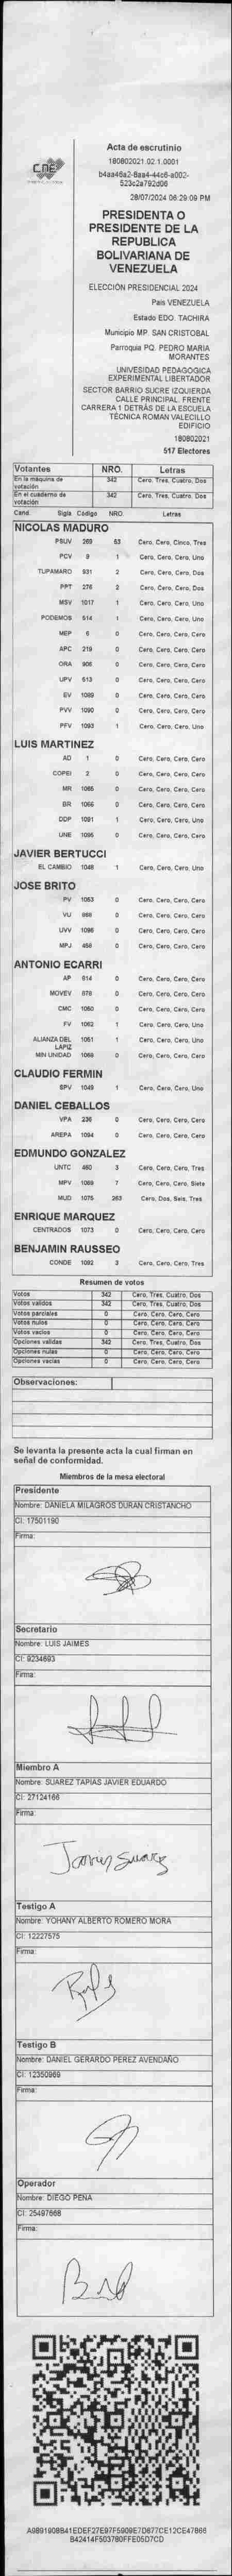 CNE
Acta de escrutinio
180802021.02.1.0001
b4aa46a2-8aa4-44c6-a002-
523c2a792d06
28/07/2024 06:29:09 PM
PRESIDENTA O
PRESIDENTE DE LA
REPUBLICA
BOLIVARIANA DE
VENEZUELA
ELECCIÓN PRESIDENCIAL 2024
Pais VENEZUELA
Estado EDO. TACHIRA
Municipio MP. SAN CRISTOBAL
Parroquia PQ. PEDRO MARIA
MORANTES
UNIVESIDAD PEDAGÓGICA
EXPERIMENTAL LIBERTADOR
SECTOR BARRIO SUCRE IZQUIERDA
CALLE PRINCIPAL. FRENTE
CARRERA 1 DETRÁS DE LA ESCUELA
TÉCNICA ROMAN VALECILLO
EDIFICIO
180802021
517 Electores
Votantes NRO. Letras
En la máquina de votación 342 Cero, Tres, Cuatro, Dos
En el cuaderno de votación 342 Cero, Tres, Cuatro, Dos
Cand. Sigla Código NRO. Letras
NICOLAS MADURO
PSUV 269 53 Cero, Cero, Cinco, Tres
PCV 9 1 Cero, Cero, Cero, Uno
TUPAMARO 931 2 Cero, Cero, Cero, Dos
PPT 276 2 Cero, Cero, Cero, Dos
MSV 1017 1 Cero, Cero, Cero, Uno
PODEMOS 514 1 Cero, Cero, Cero, Uno
MEP 6 0 Cero, Cero, Cero, Cero
APC 219 0 Cero, Cero, Cero, Cero
ORA 906 0 Cero, Cero, Cero, Cero
UPV 613 0 Cero, Cero, Cero, Cero
EV 1089 0 Cero, Cero, Cero, Cero
PVV 1090 0 Cero, Cero, Cero, Cero
PFV 1093 1 Cero, Cero, Cero, Uno
LUIS MARTINEZ
AD 1 0 Cero, Cero, Cero, Cero
COPEI 2 0 Cero, Cero, Cero, Cero
MR 1065 0 Cero, Cero, Cero, Cero
BR 1066 0 Cero, Cero, Cero, Cero
DDP 1091 1 Cero, Cero, Cero, Uno
UNE 1095 0 Cero, Cero, Cero, Cero
JAVIER BERTUCCI
EL CAMBIO 1048 1 Cero, Cero, Cero, Uno
JOSE BRITO
PV 1053 0 Cero, Cero, Cero, Cero
VU 0 Cero, Cero, Cero, Cero
UVV 1096 0 Cero, Cero, Cero, Cero
MPJ 458 0 Cero, Cero, Cero, Cero
ANTONIO ECARRI
AP 614 0 Cero, Cero, Cero, Cero
MOVEV 878 0 Cero, Cero, Cero, Cero
CMC 1050 0 Cero, Cero, Cero, Cero
FV 1062 1 Cero, Cero, Cero, Uno
ALIANZA DEL LAPIZ 1051 1 Cero, Cero, Cero, Uno
MIN UNIDAD 1068 0 Cero, Cero, Cero, Cero
CLAUDIO FERMIN
SPV 1049 1 Cero, Cero, Cero, Uno
DANIEL CEBALLOS
VPA 236 0 Cero, Cero, Cero, Cero
AREPA 1094 0 Cero, Cero, Cero, Cero
EDMUNDO GONZALEZ
UNTC 460 3 Cero, Cero, Cero, Tres
MPV 1069 7 Cero, Cero, Cero, Siete
MUD 1075 263 Cero, Dos, Seis, Tres
ENRIQUE MARQUEZ
CENTRADOS 1073 0 Cero, Cero, Cero, Cero
BENJAMIN RAUSSEO
CONDE 1092 3 Cero, Cero, Cero, Tres
Resumen de votos
Votos 342 Cero, Tres, Cuatro, Dos
Votos validos 342 Cero, Tres, Cuatro, Dos
Votos parciales 0 Cero, Cero, Cero, Cero
Votos nulos 0 Cero, Cero, Cero, Cero
Votos vacios 0 Cero, Cero, Cero, Cero
Opciones validas 342 Cero, Tres, Cuatro, Dos
Opciones nulas 0 Cero, Cero, Cero, Cero
Opciones vacias 0 Cero, Cero, Cero, Cero
Observaciones:
Se levanta la presente acta la cual firman en
señal de conformidad.
Miembros de la mesa electoral
Presidente
Nombre: DANIELA MILAGROS DURAN CRISTANCHO
CI: 17501190
Firma:
Secretario
Nombre: LUIS JAIMES
CI: 9234693
Firma:
Miembro A
Nombre: SUAREZ TAPIAS JAVIER EDUARDO
CI: 27124166
Firma:
Javier Suarez
Testigo A
Nombre: YOHANY ALBERTO ROMERO MORA
CI: 12227575
Firma:
Testigo B
Nombre: DANIEL GERARDO PEREZ AVENDAÑO
CI: 12350969
Firma:
Operador
Nombre: DIEGO PENA
CI: 25497668
Firma:
A9891908B41EDEF27E97F5909E7D877CE12CE47866
B42414F503780FFE05D7CD